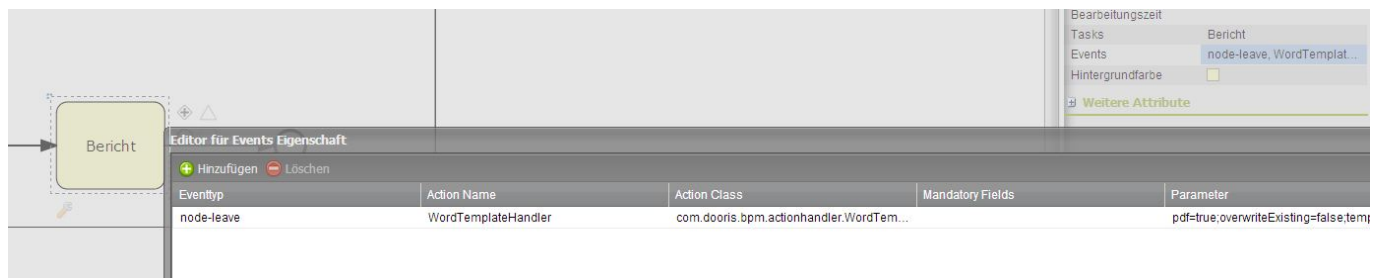 Bearbeitungszeit
Tasks Bericht
Events node-leave, WordTemplat...
Hintergrundfarbe
Weitere Attribute
Bericht
Editor für Events Eigenschaft
Hinzufügen Löschen
Eventtyp Action Name Action Class Mandatory Fields Parameter
node-leave WordTemplateHandler com.dooris.bpm.actionhandler.WordTem... pdf=true;overwriteExisting=false;temp